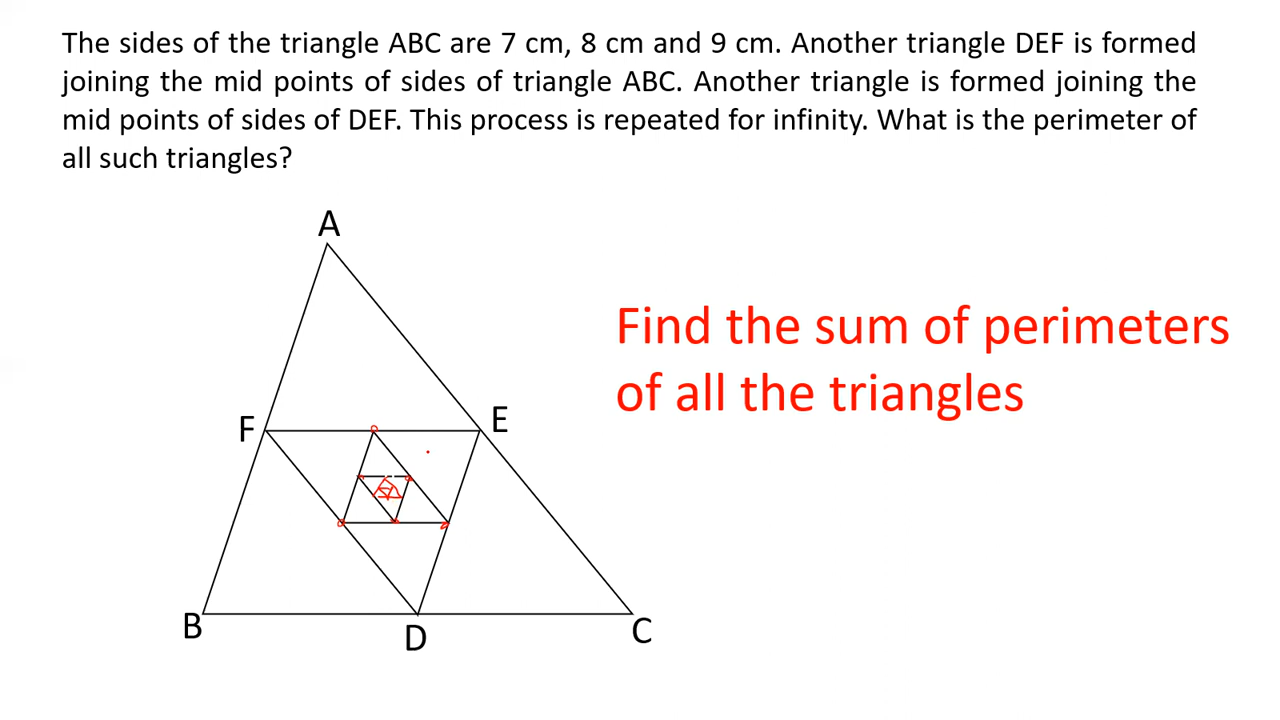 The sides of the triangle ABC are 7 cm, 8 cm and 9 cm. Another triangle DEF is formed
joining the mid points of sides of triangle ABC. Another triangle is formed joining the
mid points of sides of DEF. This process is repeated for infinity. What is the perimeter of
all such triangles?
A
Find the sum of perimeters
of all the triangles
F
E
B
D
C